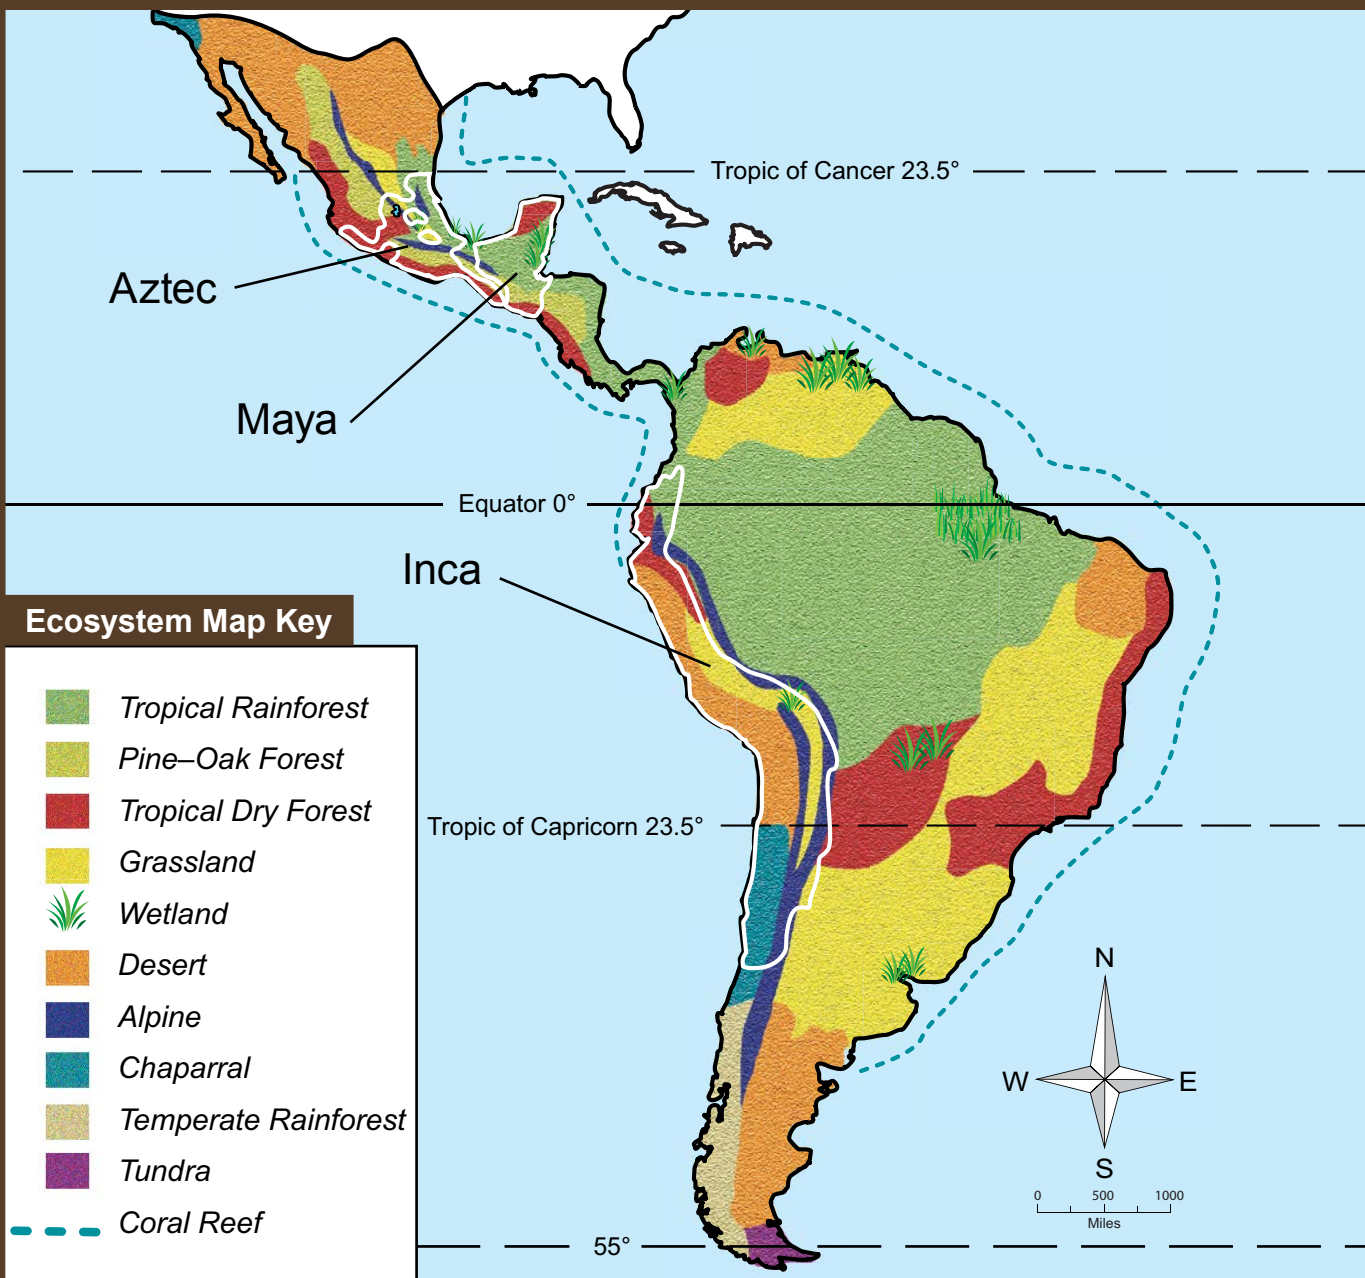 Tropic of Cancer 23.5°
Aztec
Maya
Equator 0°
Inca
Ecosystem Map Key
Tropical Rainforest
Pine–Oak Forest
Tropical Dry Forest
Grassland
Wetland
Desert
Alpine
Chaparral
Temperate Rainforest
Tundra
Coral Reef
Tropic of Capricorn 23.5°
N
W E
S
0 500 1000
Miles
55°